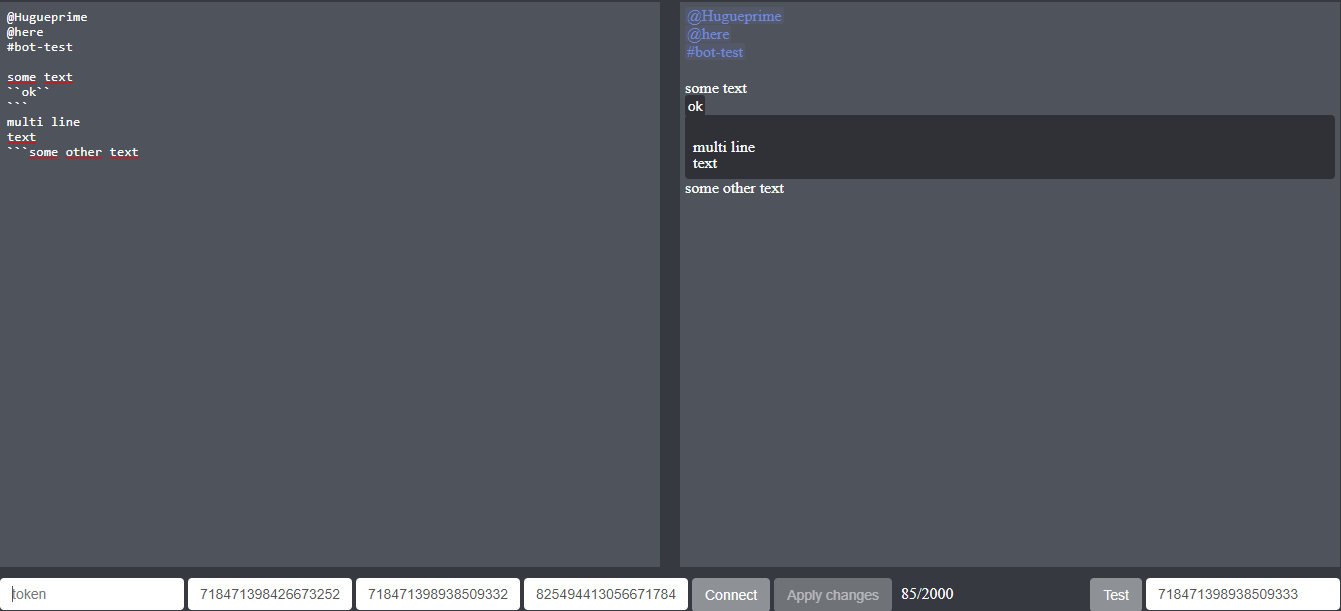 @Hugueprime
@here
#bot-test
some text
``ok``
```
multi line
text
```some other text
@Hugueprime
@here
#bot-test
some text
ok
multi line
text
some other text
token 718471398426673252 718471398938509332 825494413056671784 Connect Apply changes 85/2000 Test 718471398938509333